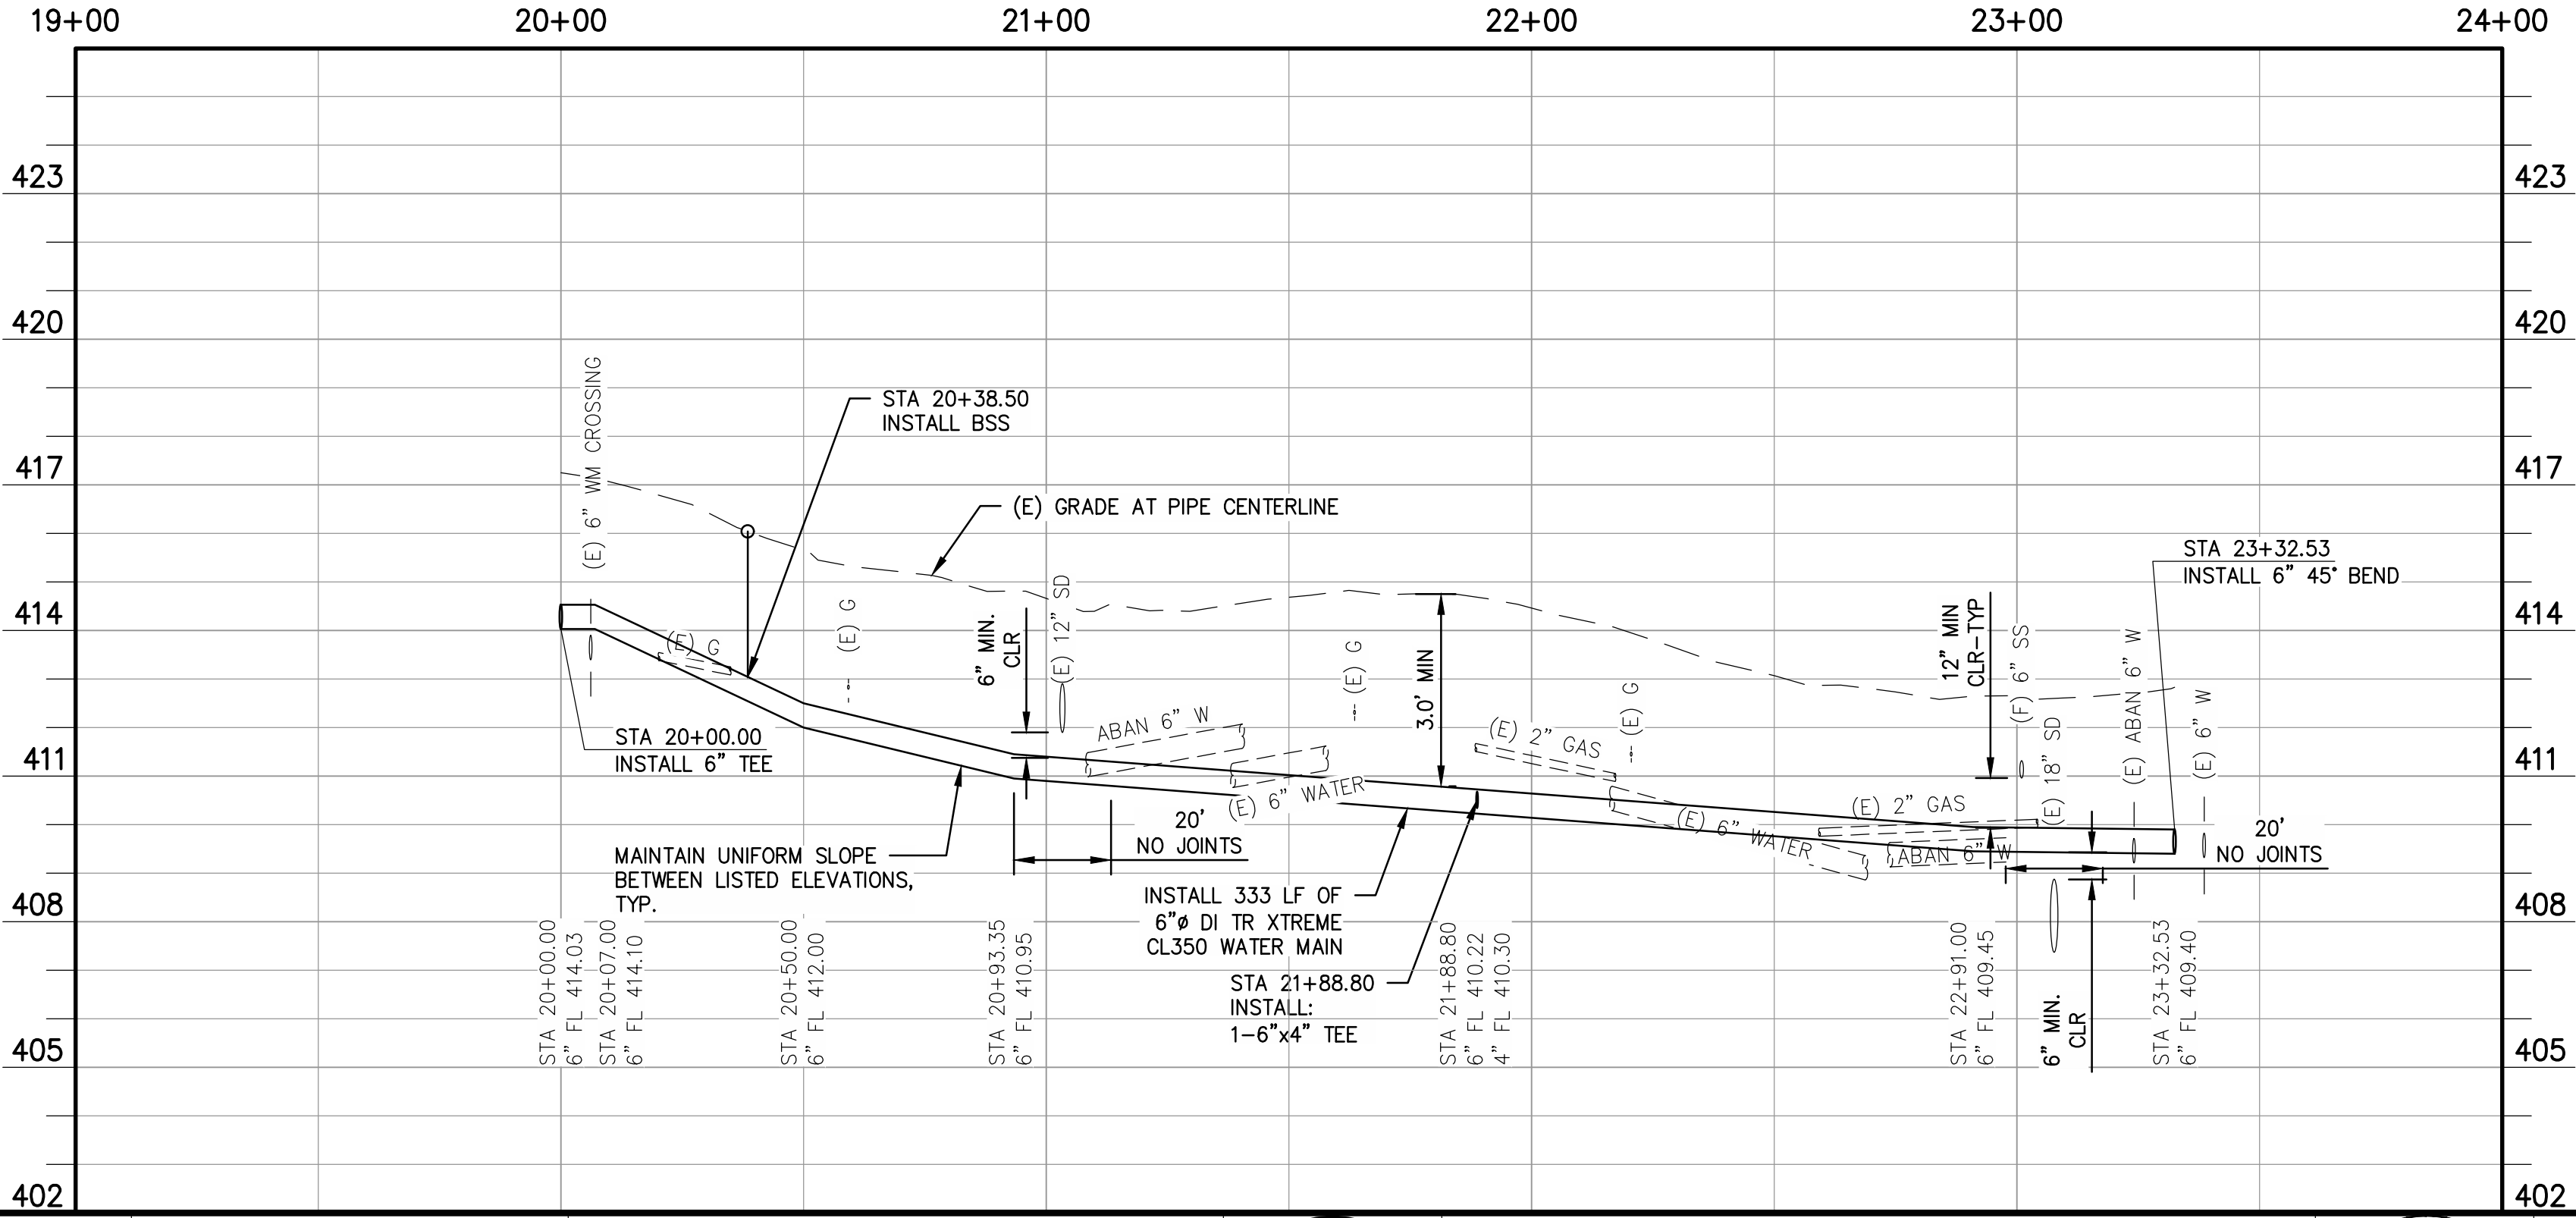 19+00 20+00 21+00 22+00 23+00 24+00
423 423
420 420
417 417
414 414
411 411
408 408
405 405
402 402
(E) 6" WM CROSSING
STA 20+38.50
INSTALL BSS
(E) GRADE AT PIPE CENTERLINE
(E) G
STA 20+00.00
INSTALL 6" TEE
(E) G
6" MIN.
CLR
(E) 12" SD
ABAN 6" W
(E) 6" WATER
(E) G
3.0' MIN
(E) 2" GAS
(E) G
(E) 6" WATER
12" MIN
CLR-TYP
(F) 6" SS
(E) 18" SD
(E) ABAN 6" W
(E) 6" W
STA 23+32.53
INSTALL 6" 45° BEND
(E) 2" GAS
ABAN 6" W
20'
NO JOINTS
20'
NO JOINTS
MAINTAIN UNIFORM SLOPE
BETWEEN LISTED ELEVATIONS,
TYP.
INSTALL 333 LF OF
6"ø DI TR XTREME
CL350 WATER MAIN
STA 21+88.80
INSTALL:
1-6"x4" TEE
STA 20+00.00
6" FL 414.03
STA 20+07.00
6" FL 414.10
STA 20+50.00
6" FL 412.00
STA 20+93.35
6" FL 410.95
STA 21+88.80
6" FL 410.22
4" FL 410.30
STA 22+91.00
6" FL 409.45
6" MIN.
CLR
STA 23+32.53
6" FL 409.40